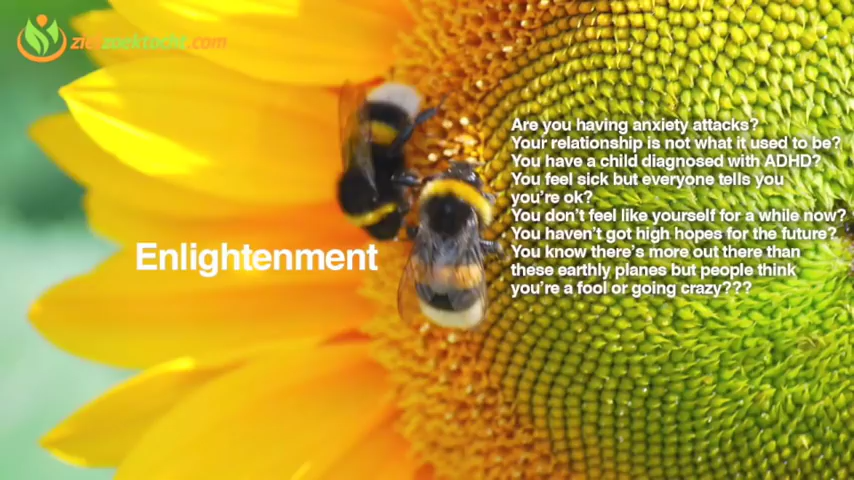 zielzoektocht.com
Are you having anxiety attacks?
Your relationship is not what it used to be?
You have a child diagnosed with ADHD?
You feel sick but everyone tells you
you're ok?
You don't feel like yourself for a while now?
You haven't got high hopes for the future?
You know there's more out there than
these earthly planes but people think
you're a fool or going crazy???
Enlightenment